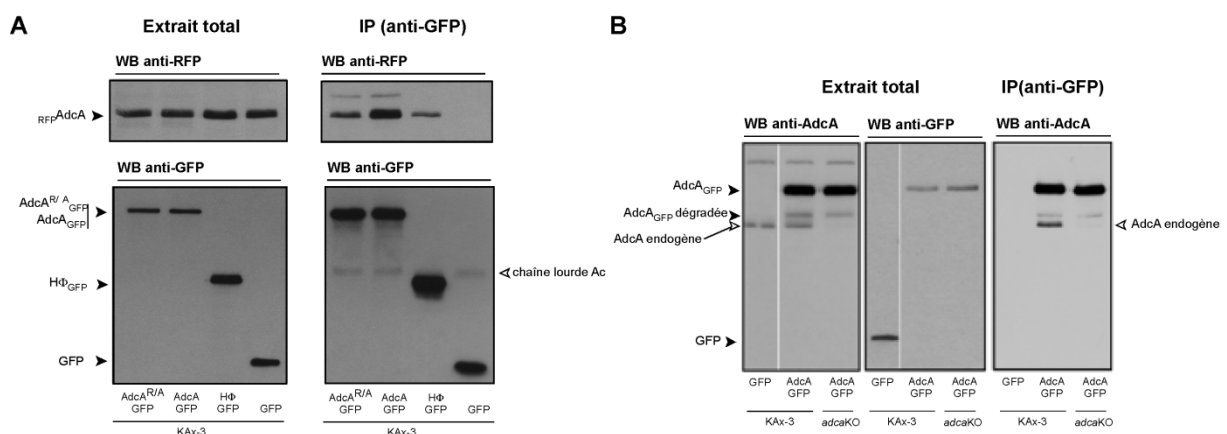 A
Extrait total
IP (anti-GFP)
WB anti-RFP
WB anti-RFP
RFPAdcA
WB anti-GFP
WB anti-GFP
AdcAR/ A GFP
AdcAGFP
HΦGFP
GFP
chaîne lourde Ac
AdcAR/A AdcA HΦ GFP
GFP GFP GFP
KAx-3
AdcAR/A AdcA HΦ GFP
GFP GFP GFP
KAx-3
B
Extrait total
IP(anti-GFP)
WB anti-AdcA
WB anti-GFP
WB anti-AdcA
AdcAGFP
AdcAGFP dégradée
AdcA endogène
AdcA endogène
GFP
GFP AdcA AdcA
GFP GFP
KAx-3 adcaKO
GFP AdcA AdcA
GFP GFP
KAx-3 adcaKO
GFP AdcA AdcA
GFP GFP
KAx-3 adcaKO